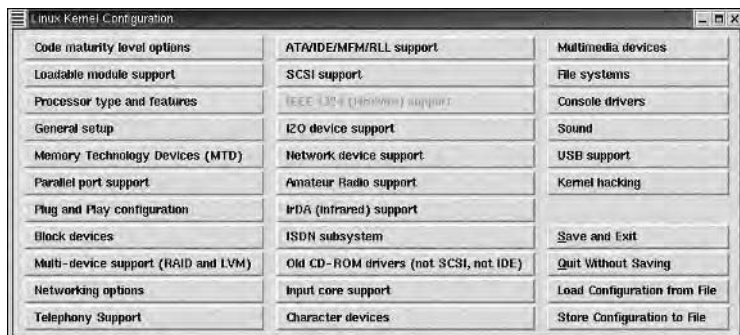 Linux Kernel Configuration
Code maturity level options
Loadable module support
Processor type and features
General setup
Memory Technology Devices (MTD)
Parallel port support
Plug and Play configuration
Block devices
Multi-device support (RAID and LVM)
Networking options
Telephony Support
ATA/IDE/MFM/RLL support
SCSI support
IEEE 1394 (FireWire) support
I2O device support
Network device support
Amateur Radio support
IrDA (infrared) support
ISDN subsystem
Old CD-ROM drivers (not SCSI, not IDE)
Input core support
Character devices
Multimedia devices
File systems
Console drivers
Sound
USB support
Kernel hacking
Save and Exit
Quit Without Saving
Load Configuration from File
Store Configuration to File